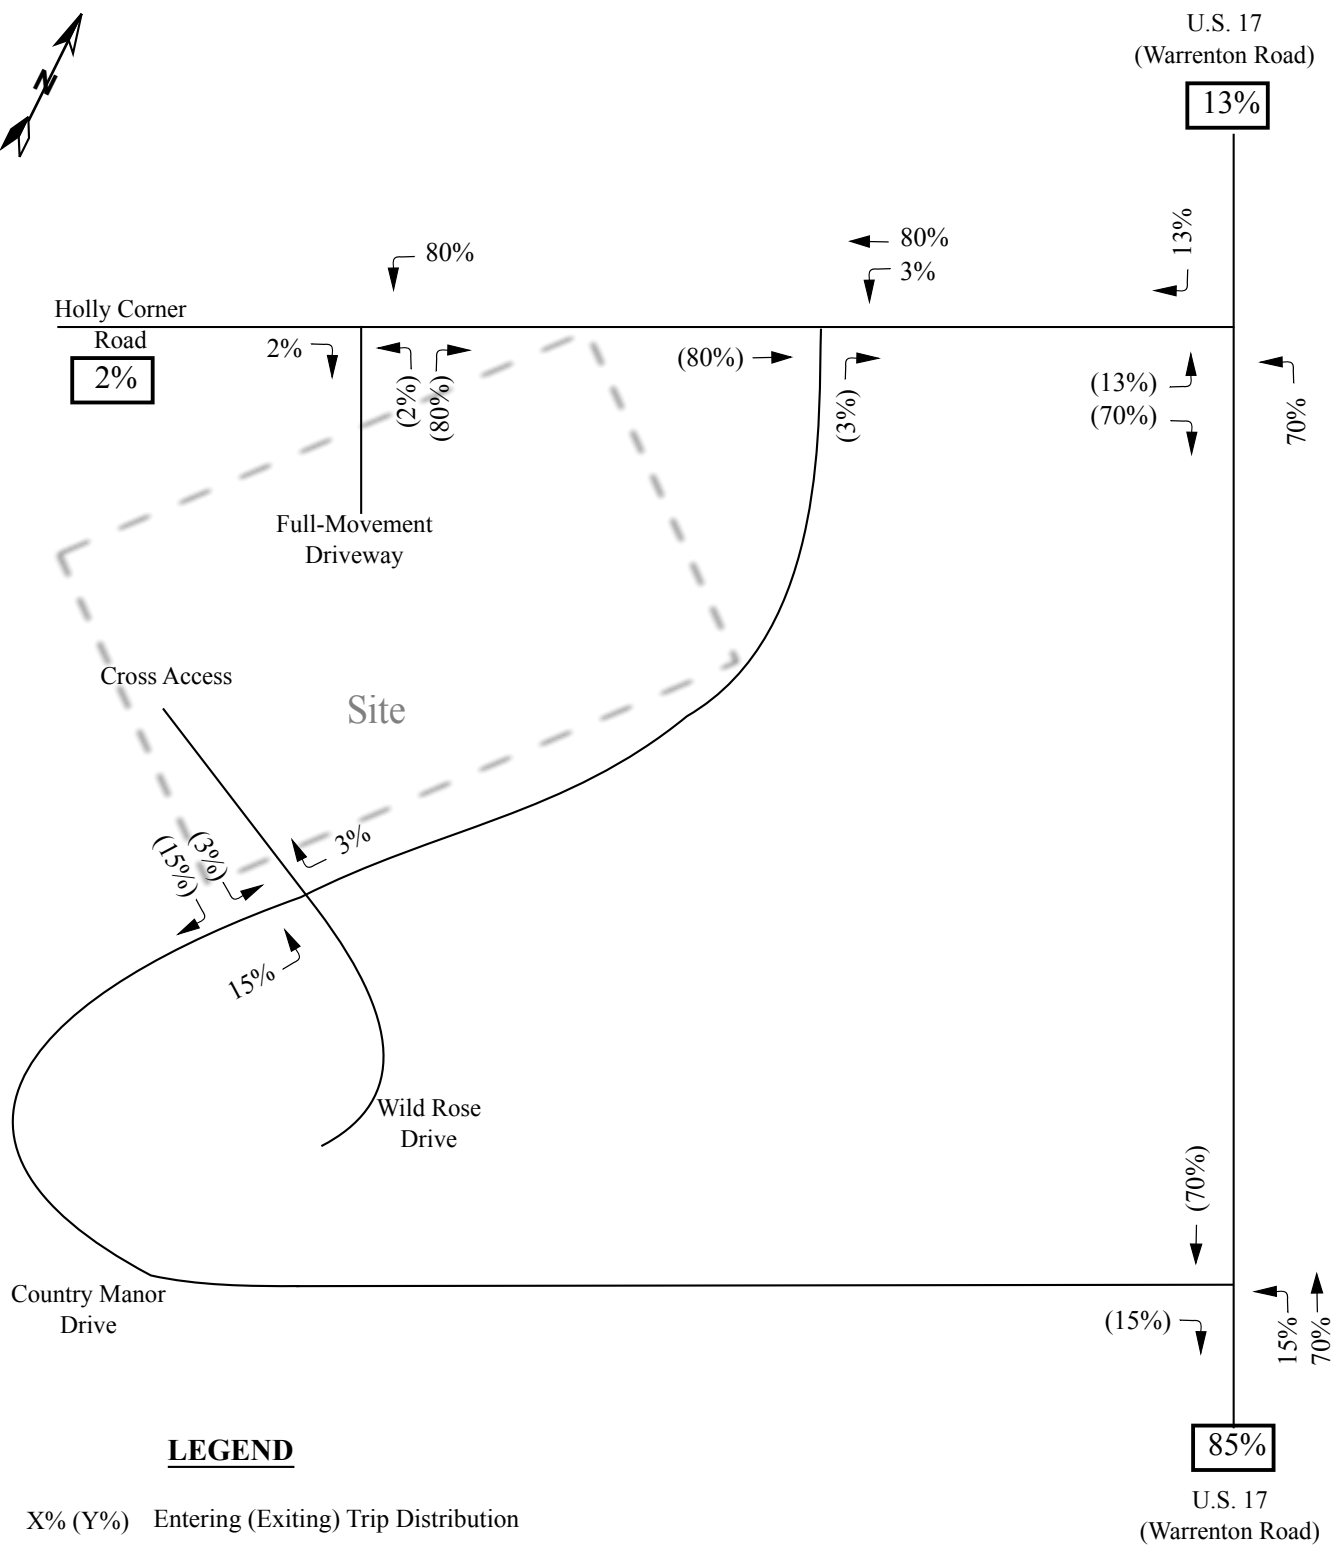 U.S. 17
(Warrenton Road)
13%
N
13%
80%
3%
80%
Holly Corner
Road
2%
2%
(2%)
(80%)
(80%)
(3%)
(13%)
(70%)
70%
Full-Movement
Driveway
Cross Access
Site
(15%)
(3%)
3%
15%
Wild Rose
Drive
(70%)
Country Manor
Drive
(15%)
15%
70%
85%
U.S. 17
(Warrenton Road)
LEGEND
X% (Y%) Entering (Exiting) Trip Distribution